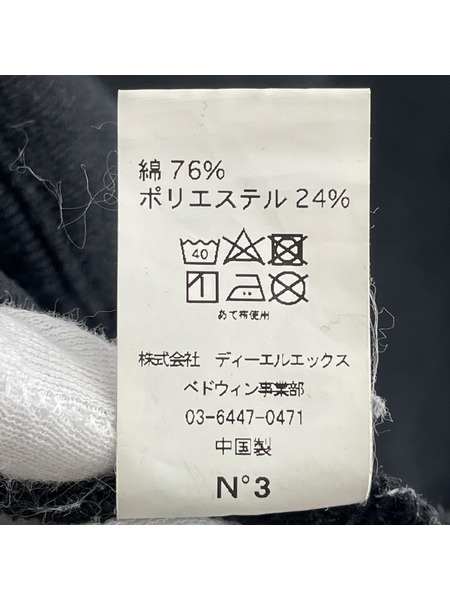 綿 76%
ポリエステル 24%
40
あて布使用
株式会社 ディーエルエックス
ベドウィン事業部
03-6447-0471
中国製
N°3